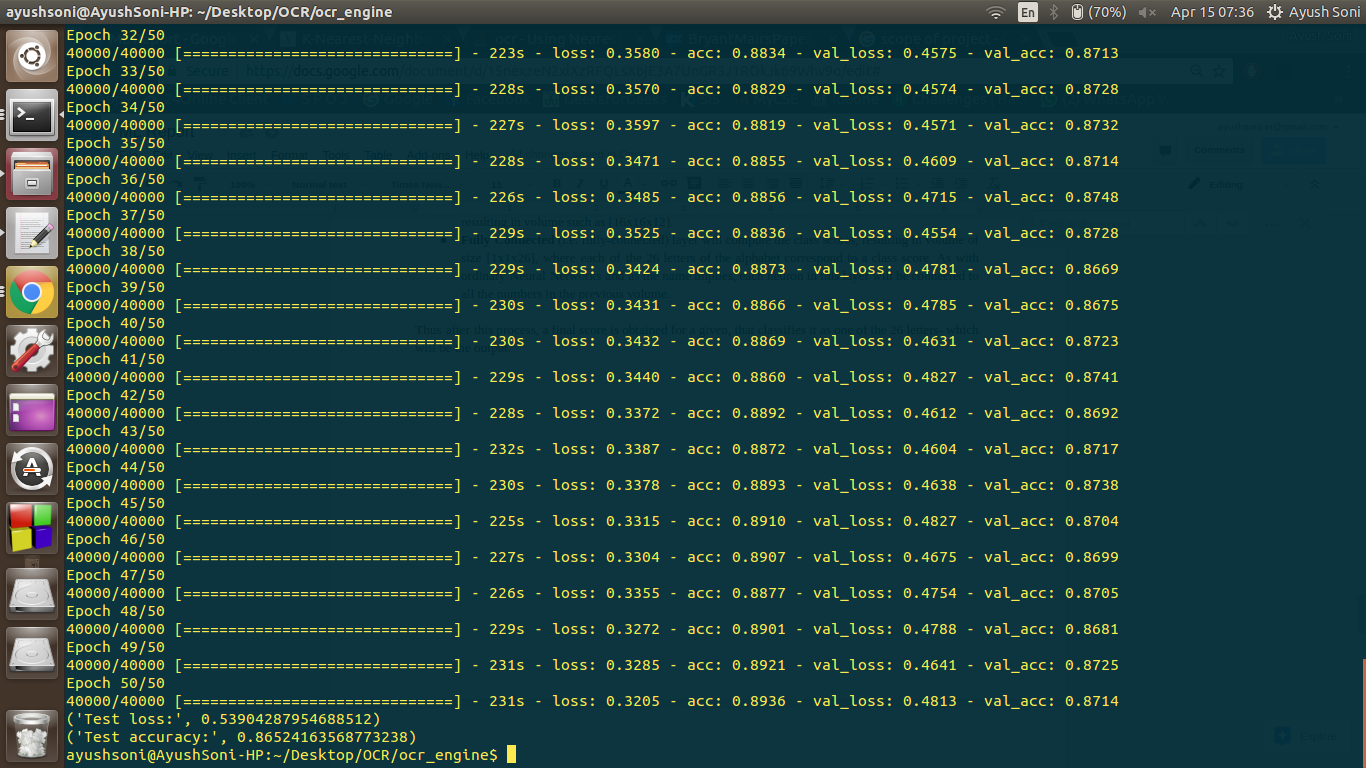 ayushsoni@AyushSoni-HP: ~/Desktop/OCR/ocr_engine
En (70%) Apr 15 07:36 Ayush Soni
Epoch 32/50
40000/40000 [==============================] - 223s - loss: 0.3580 - acc: 0.8834 - val_loss: 0.4575 - val_acc: 0.8713
Epoch 33/50
40000/40000 [==============================] - 228s - loss: 0.3570 - acc: 0.8829 - val_loss: 0.4574 - val_acc: 0.8728
Epoch 34/50
40000/40000 [==============================] - 227s - loss: 0.3597 - acc: 0.8819 - val_loss: 0.4571 - val_acc: 0.8732
Epoch 35/50
40000/40000 [==============================] - 228s - loss: 0.3471 - acc: 0.8855 - val_loss: 0.4609 - val_acc: 0.8714
Epoch 36/50
40000/40000 [==============================] - 226s - loss: 0.3485 - acc: 0.8856 - val_loss: 0.4715 - val_acc: 0.8748
Epoch 37/50
40000/40000 [==============================] - 229s - loss: 0.3525 - acc: 0.8836 - val_loss: 0.4554 - val_acc: 0.8728
Epoch 38/50
40000/40000 [==============================] - 229s - loss: 0.3424 - acc: 0.8873 - val_loss: 0.4781 - val_acc: 0.8669
Epoch 39/50
40000/40000 [==============================] - 230s - loss: 0.3431 - acc: 0.8866 - val_loss: 0.4785 - val_acc: 0.8675
Epoch 40/50
40000/40000 [==============================] - 230s - loss: 0.3432 - acc: 0.8869 - val_loss: 0.4631 - val_acc: 0.8723
Epoch 41/50
40000/40000 [==============================] - 229s - loss: 0.3440 - acc: 0.8860 - val_loss: 0.4827 - val_acc: 0.8741
Epoch 42/50
40000/40000 [==============================] - 228s - loss: 0.3372 - acc: 0.8892 - val_loss: 0.4612 - val_acc: 0.8692
Epoch 43/50
40000/40000 [==============================] - 232s - loss: 0.3387 - acc: 0.8872 - val_loss: 0.4604 - val_acc: 0.8717
Epoch 44/50
40000/40000 [==============================] - 230s - loss: 0.3378 - acc: 0.8893 - val_loss: 0.4638 - val_acc: 0.8738
Epoch 45/50
40000/40000 [==============================] - 225s - loss: 0.3315 - acc: 0.8910 - val_loss: 0.4827 - val_acc: 0.8704
Epoch 46/50
40000/40000 [==============================] - 227s - loss: 0.3304 - acc: 0.8907 - val_loss: 0.4675 - val_acc: 0.8699
Epoch 47/50
40000/40000 [==============================] - 226s - loss: 0.3355 - acc: 0.8877 - val_loss: 0.4754 - val_acc: 0.8705
Epoch 48/50
40000/40000 [==============================] - 229s - loss: 0.3272 - acc: 0.8901 - val_loss: 0.4788 - val_acc: 0.8681
Epoch 49/50
40000/40000 [==============================] - 231s - loss: 0.3285 - acc: 0.8921 - val_loss: 0.4641 - val_acc: 0.8725
Epoch 50/50
40000/40000 [==============================] - 231s - loss: 0.3205 - acc: 0.8936 - val_loss: 0.4813 - val_acc: 0.8714
('Test loss:', 0.53904287954688512)
('Test accuracy:', 0.86524163568773238)
ayushsoni@AyushSoni-HP:~/Desktop/OCR/ocr_engine$